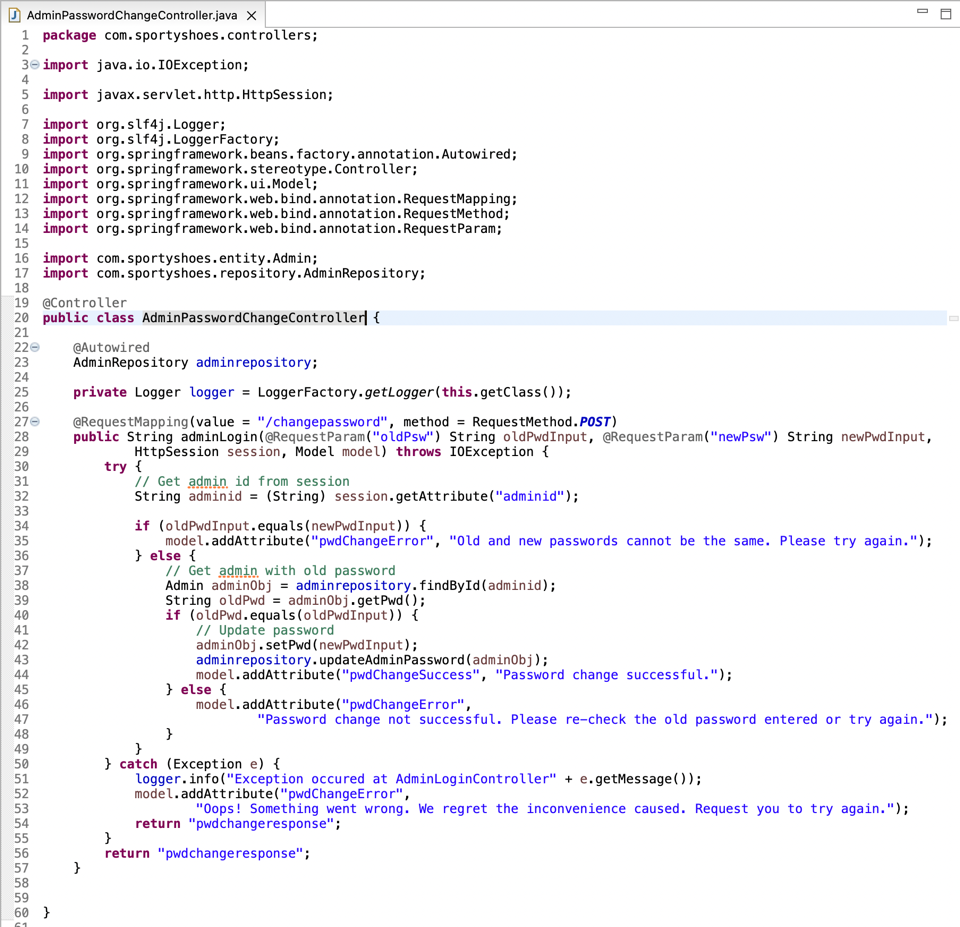 AdminPasswordChangeController.java
1 package com.sportyshoes.controllers;
2
3 import java.io.IOException;
4
5 import javax.servlet.http.HttpSession;
6
7 import org.slf4j.Logger;
8 import org.slf4j.LoggerFactory;
9 import org.springframework.beans.factory.annotation.Autowired;
10 import org.springframework.stereotype.Controller;
11 import org.springframework.ui.Model;
12 import org.springframework.web.bind.annotation.RequestMapping;
13 import org.springframework.web.bind.annotation.RequestMethod;
14 import org.springframework.web.bind.annotation.RequestParam;
15
16 import com.sportyshoes.entity.Admin;
17 import com.sportyshoes.repository.AdminRepository;
18
19 @Controller
20 public class AdminPasswordChangeController {
21
22     @Autowired
23     AdminRepository adminrepository;
24
25     private Logger logger = LoggerFactory.getLogger(this.getClass());
26
27     @RequestMapping(value = "/changepassword", method = RequestMethod.POST)
28     public String adminLogin(@RequestParam("oldPsw") String oldPwdInput, @RequestParam("newPsw") String newPwdInput,
29             HttpSession session, Model model) throws IOException {
30         try {
31             // Get admin id from session
32             String adminid = (String) session.getAttribute("adminid");
33
34             if (oldPwdInput.equals(newPwdInput)) {
35                 model.addAttribute("pwdChangeError", "Old and new passwords cannot be the same. Please try again.");
36             } else {
37                 // Get admin with old password
38                 Admin adminObj = adminrepository.findById(adminid);
39                 String oldPwd = adminObj.getPwd();
40                 if (oldPwd.equals(oldPwdInput)) {
41                     // Update password
42                     adminObj.setPwd(newPwdInput);
43                     adminrepository.updateAdminPassword(adminObj);
44                     model.addAttribute("pwdChangeSuccess", "Password change successful.");
45                 } else {
46                     model.addAttribute("pwdChangeError",
47                             "Password change not successful. Please re-check the old password entered or try again.");
48                 }
49             }
50         } catch (Exception e) {
51             logger.info("Exception occured at AdminLoginController" + e.getMessage());
52             model.addAttribute("pwdChangeError",
53                     "Oops! Something went wrong. We regret the inconvenience caused. Request you to try again.");
54             return "pwdchangeresponse";
55         }
56         return "pwdchangeresponse";
57     }
58
59
60 }
61